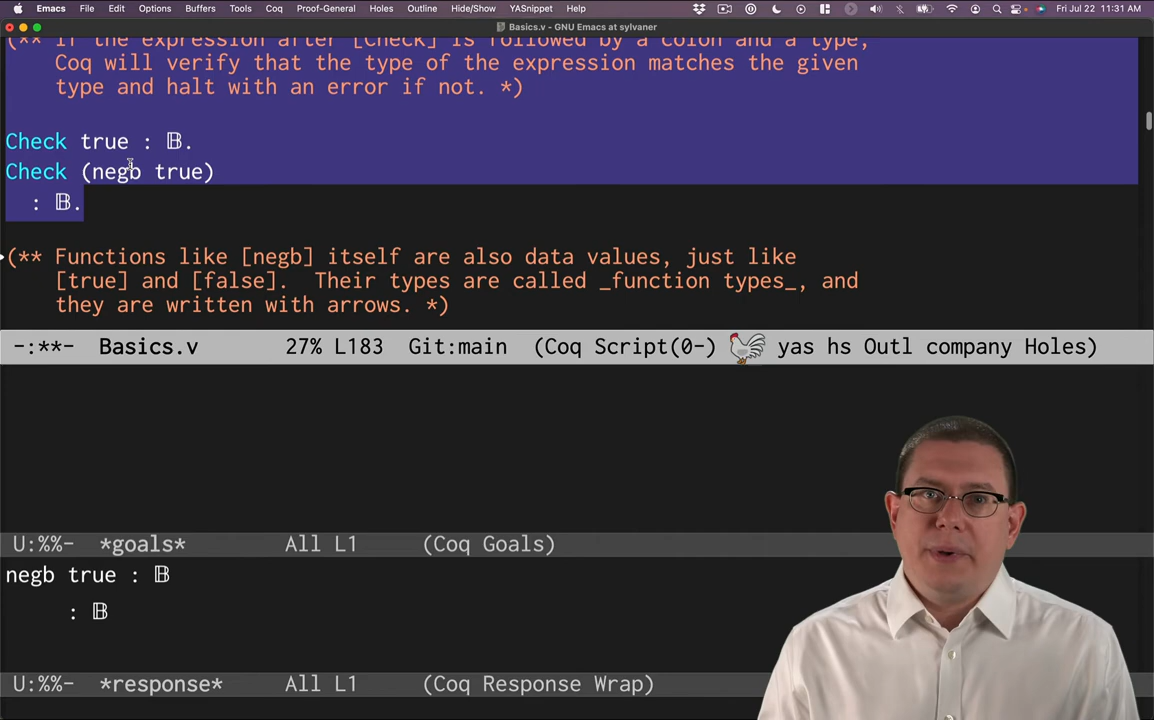 Emacs File Edit Options Buffers Tools Coq Proof-General Holes Outline Hide/Show YASnippet Help Fri Jul 22 11:31 AM
Basics.v - GNU Emacs at sylvaner
(** If the expression after [Check] is followed by a colon and a type,
Coq will verify that the type of the expression matches the given
type and halt with an error if not. *)
Check true : 𝔹.
Check (negb true)
: 𝔹.
(** Functions like [negb] itself are also data values, just like
[true] and [false]. Their types are called _function types_, and
they are written with arrows. *)
-:**- Basics.v 27% L183 Git:main (Coq Script(0-) yas hs Outl company Holes)
U:%%- *goals* All L1 (Coq Goals)
negb true : 𝔹
: 𝔹
U:%%- *response* All L1 (Coq Response Wrap)